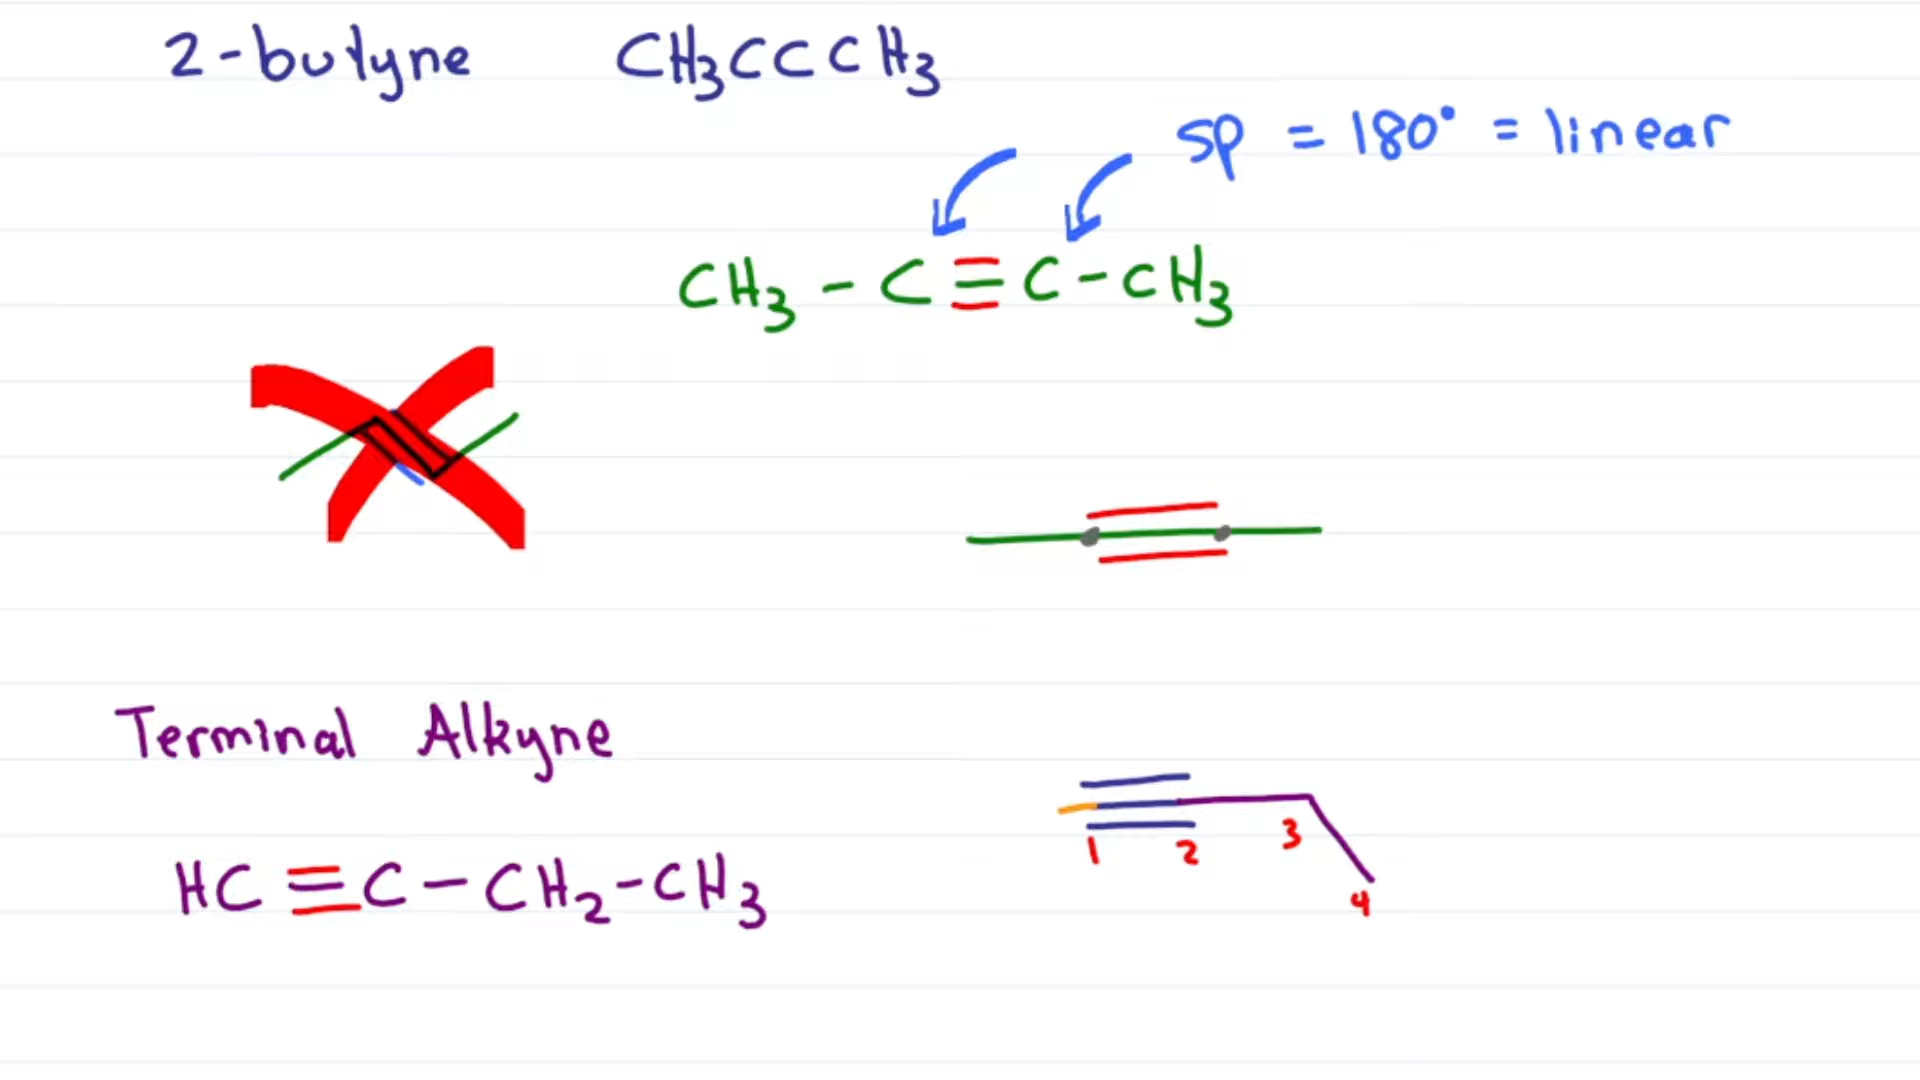 2-butyne CH3CCCH3
sp = 180° = linear
CH3 - C ≡ C - CH3
Terminal Alkyne
1 2 3 4
HC ≡ C - CH2 - CH3